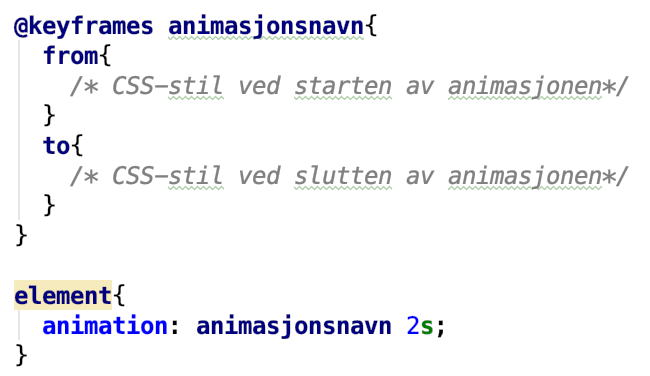 @keyframes animasjonsnavn{
from{
/* CSS-stil ved starten av animasjonen*/
}
to{
/* CSS-stil ved slutten av animasjonen*/
}
}
element{
animation: animasjonsnavn 2s;
}